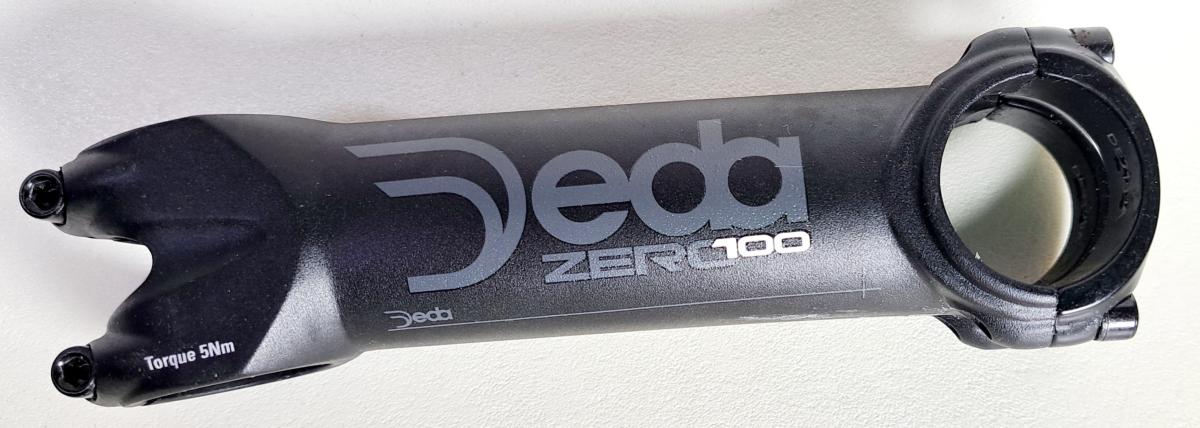 Deda
ZERO100
Deda
Torque 5Nm